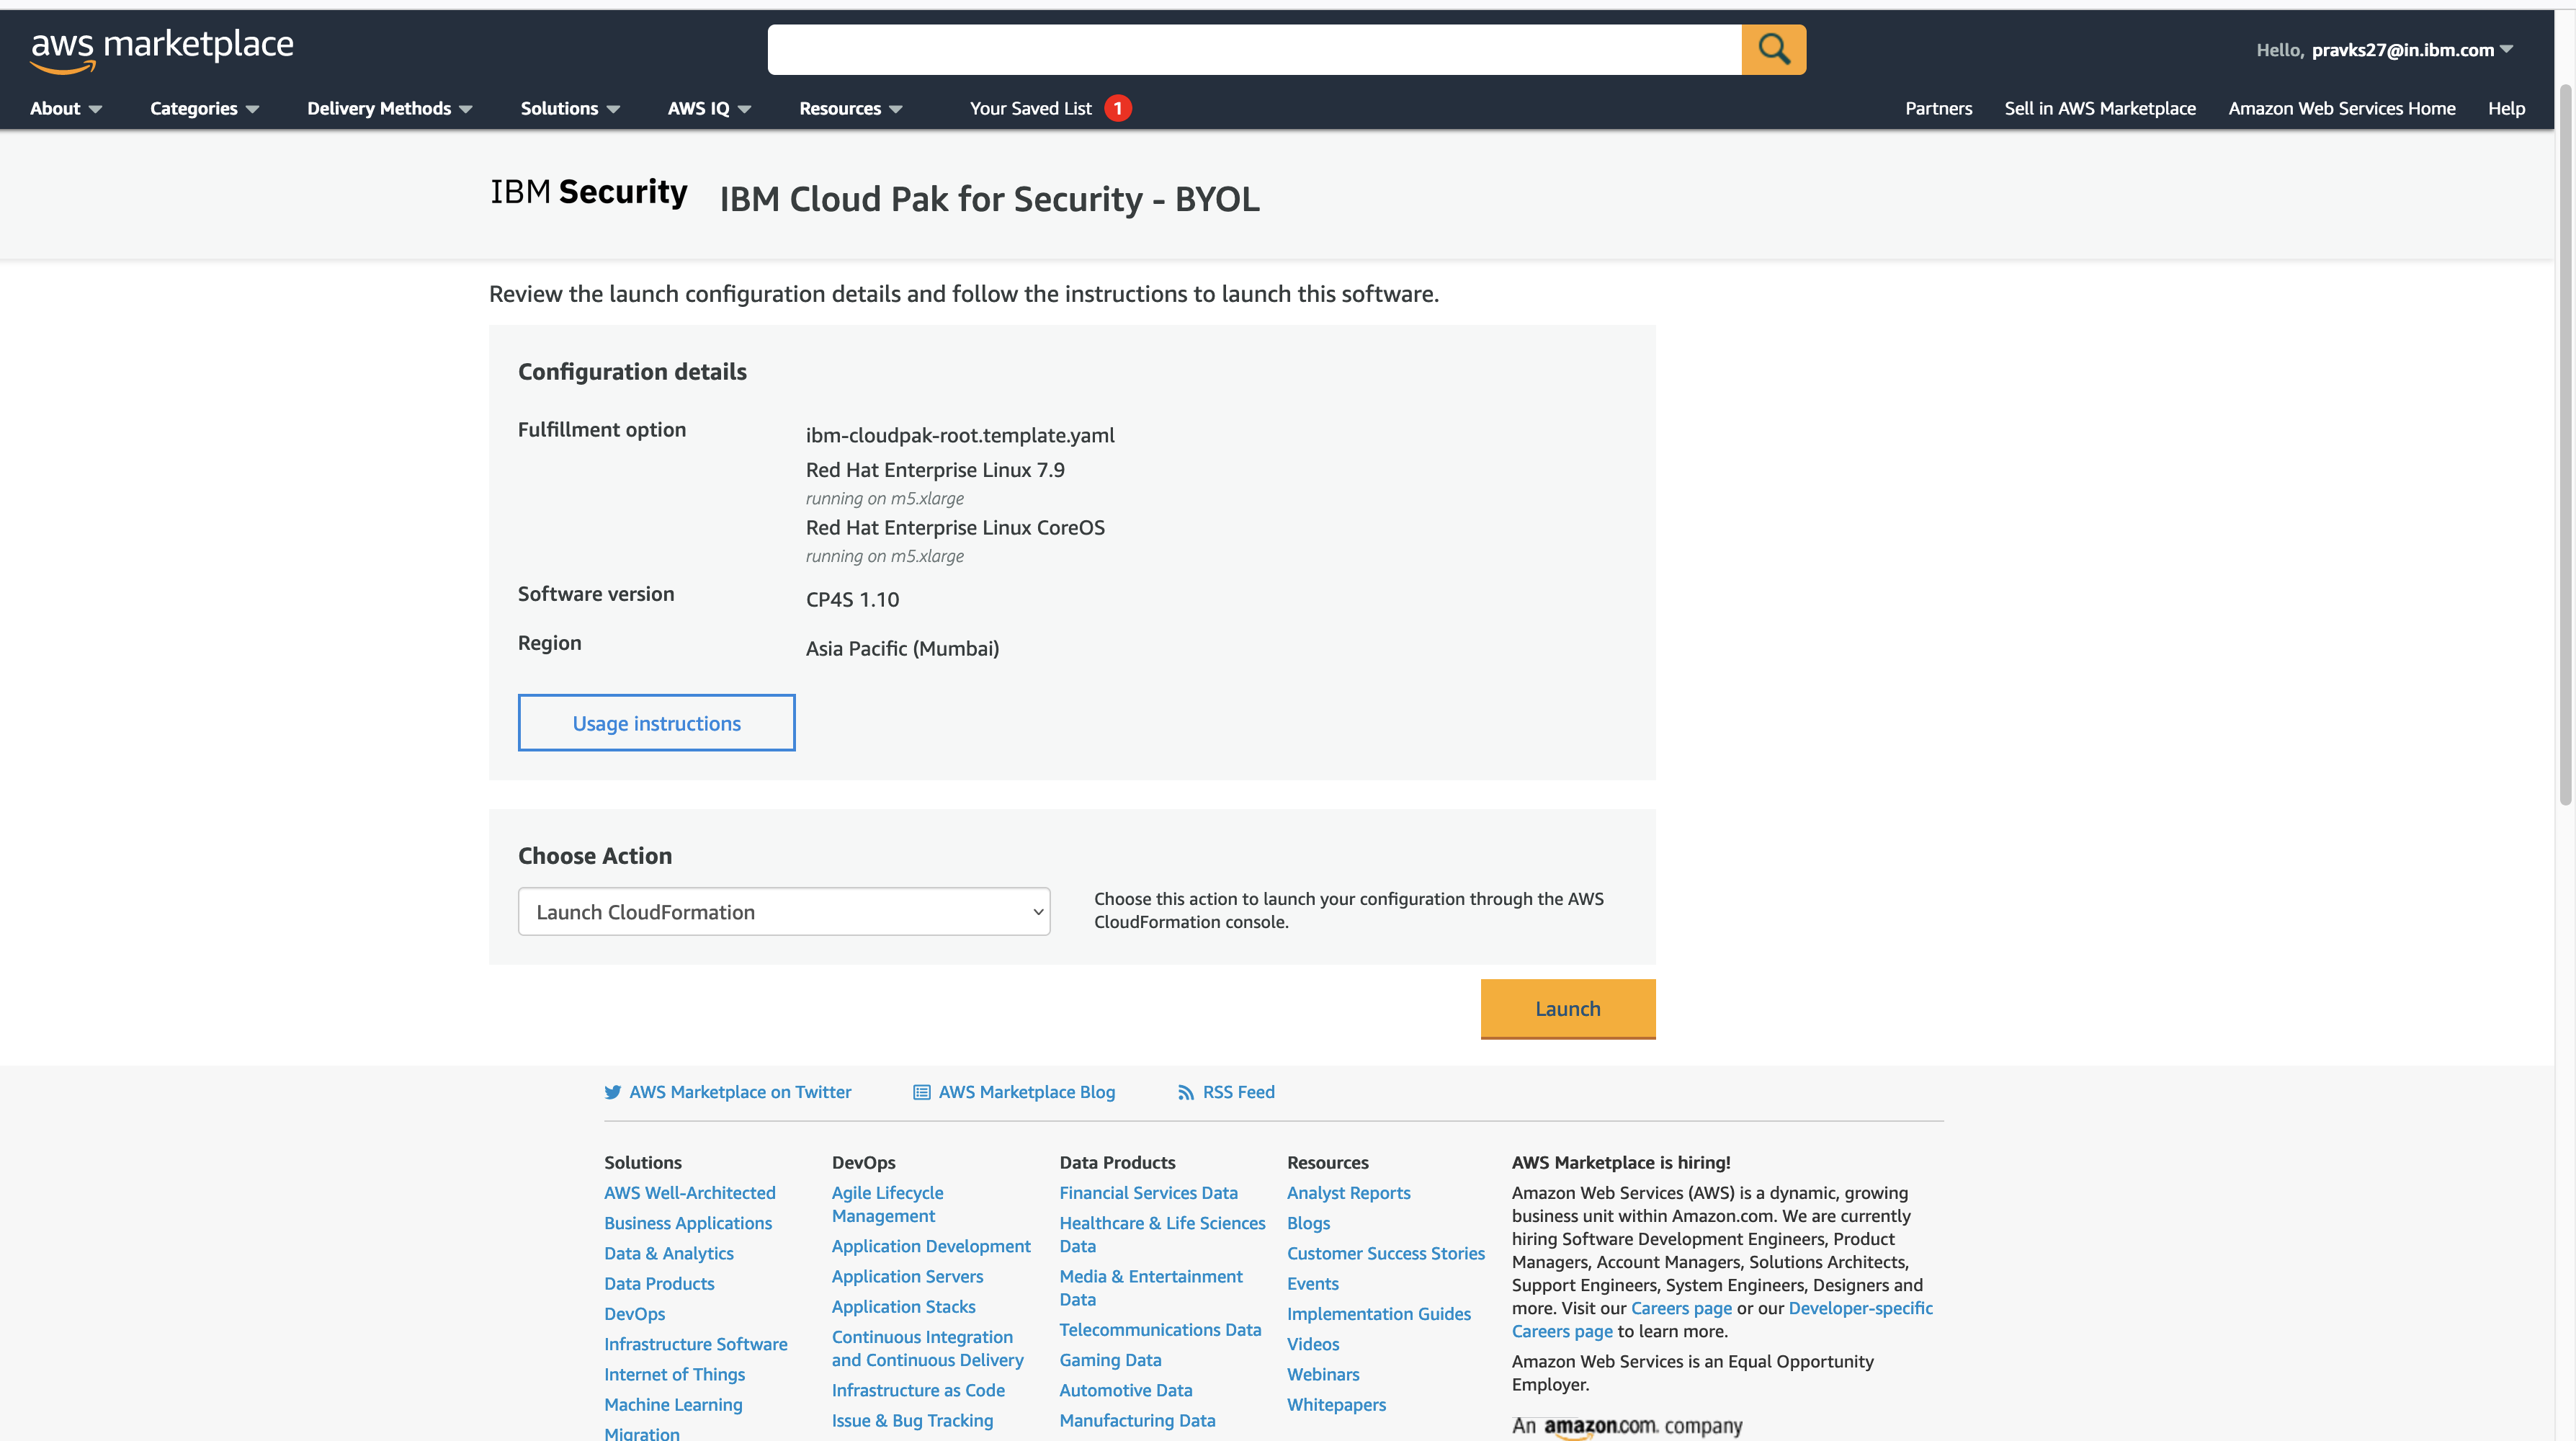 aws marketplace
Hello, pravks27@in.ibm.com
About Categories Delivery Methods Solutions AWS IQ Resources Your Saved List 1 Partners Sell in AWS Marketplace Amazon Web Services Home Help
IBM Security IBM Cloud Pak for Security - BYOL
Review the launch configuration details and follow the instructions to launch this software.
Configuration details
Fulfillment option
ibm-cloudpak-root.template.yaml
Red Hat Enterprise Linux 7.9
running on m5.xlarge
Red Hat Enterprise Linux CoreOS
running on m5.xlarge
Software version
CP4S 1.10
Region
Asia Pacific (Mumbai)
Usage instructions
Choose Action
Launch CloudFormation
Choose this action to launch your configuration through the AWS
CloudFormation console.
Launch
AWS Marketplace on Twitter AWS Marketplace Blog RSS Feed
Solutions
AWS Well-Architected
Business Applications
Data & Analytics
Data Products
DevOps
Infrastructure Software
Internet of Things
Machine Learning
Migration
DevOps
Agile Lifecycle
Management
Application Development
Application Servers
Application Stacks
Continuous Integration
and Continuous Delivery
Infrastructure as Code
Issue & Bug Tracking
Data Products
Financial Services Data
Healthcare & Life Sciences
Data
Media & Entertainment
Data
Telecommunications Data
Gaming Data
Automotive Data
Manufacturing Data
Resources
Analyst Reports
Blogs
Customer Success Stories
Events
Implementation Guides
Videos
Webinars
Whitepapers
AWS Marketplace is hiring!
Amazon Web Services (AWS) is a dynamic, growing
business unit within Amazon.com. We are currently
hiring Software Development Engineers, Product
Managers, Account Managers, Solutions Architects,
Support Engineers, System Engineers, Designers and
more. Visit our Careers page or our Developer-specific
Careers page to learn more.
Amazon Web Services is an Equal Opportunity
Employer.
An amazon.com. company